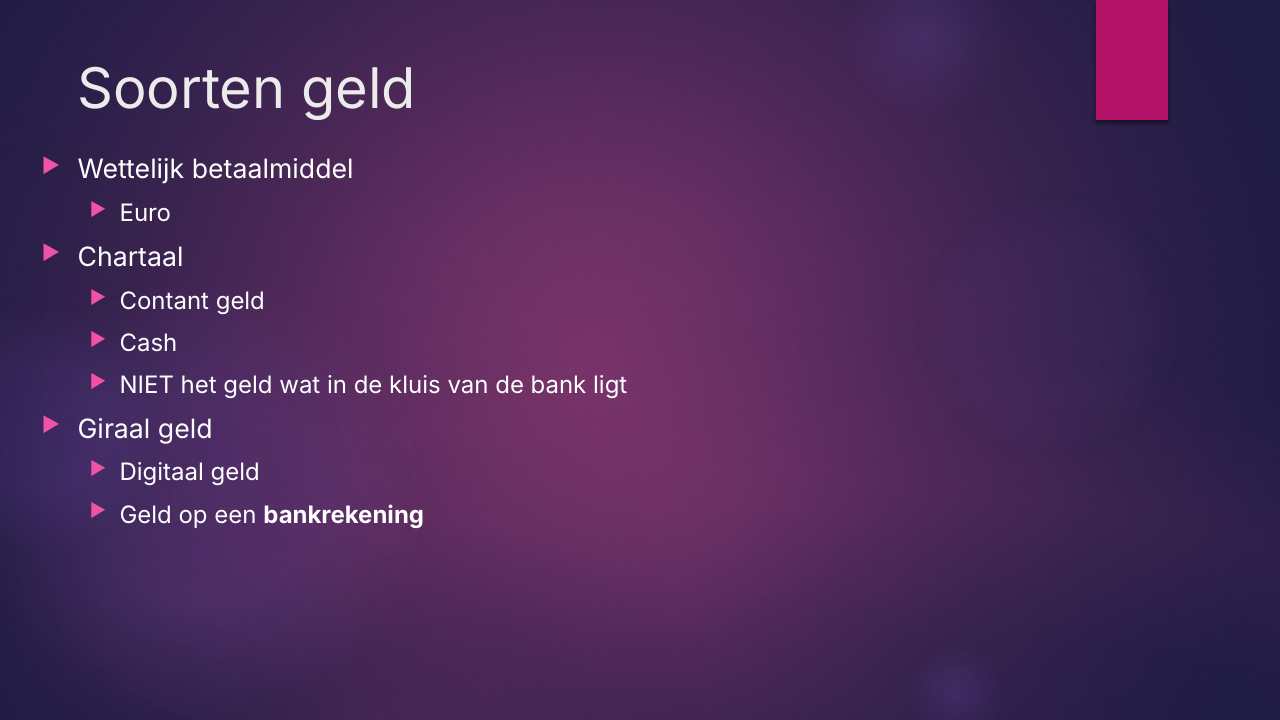 Soorten geld
Wettelijk betaalmiddel
Euro
Chartaal
Contant geld
Cash
NIET het geld wat in de kluis van de bank ligt
Giraal geld
Digitaal geld
Geld op een bankrekening